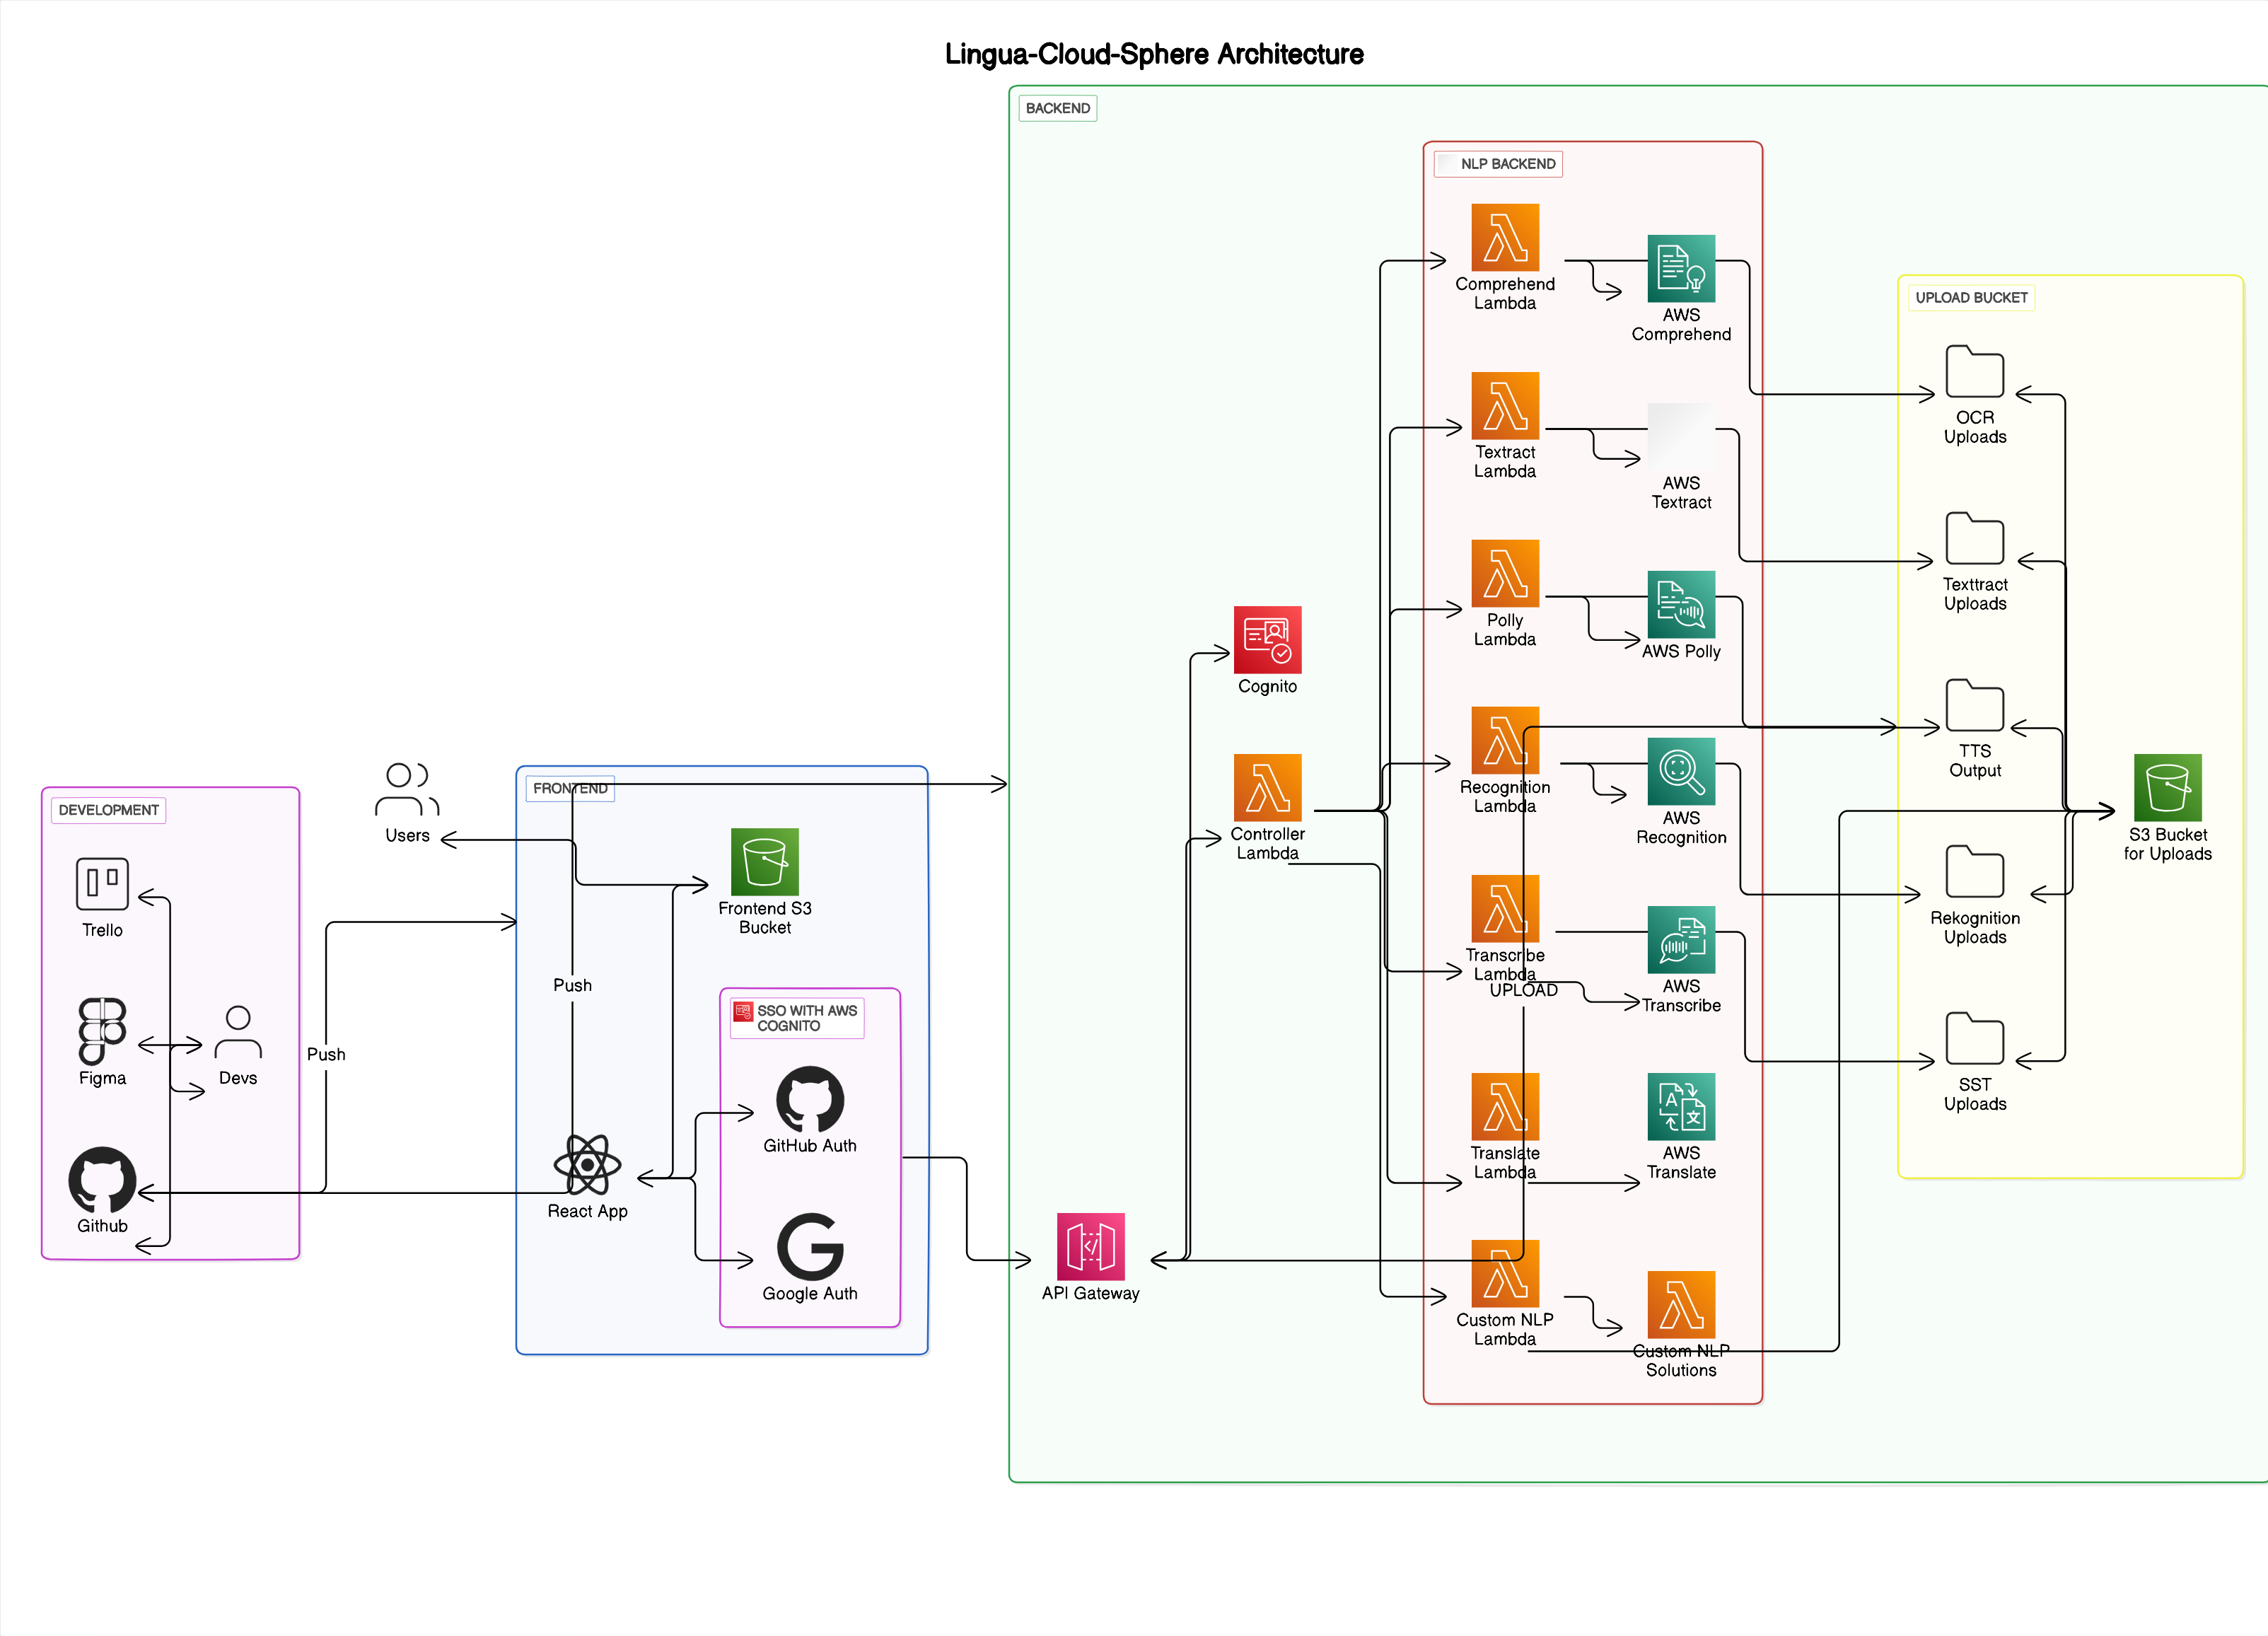 Lingua-Cloud-Sphere Architecture
BACKEND
NLP BACKEND
Comprehend
Lambda
AWS
Comprehend
Textract
Lambda
AWS
Textract
Polly
Lambda
AWS Polly
Recognition
Lambda
AWS
Recognition
Transcribe
Lambda
UPLOAD
AWS
Transcribe
Translate
Lambda
AWS
Translate
Custom NLP
Lambda
Custom NLP
Solutions
UPLOAD BUCKET
OCR
Uploads
Texttract
Uploads
TTS
Output
Rekognition
Uploads
SST
Uploads
S3 Bucket
for Uploads
Cognito
Controller
Lambda
API Gateway
Users
FRONTEND
Frontend S3
Bucket
Push
SSO WITH AWS
COGNITO
GitHub Auth
Google Auth
React App
DEVELOPMENT
Trello
Figma
Devs
Github
Push